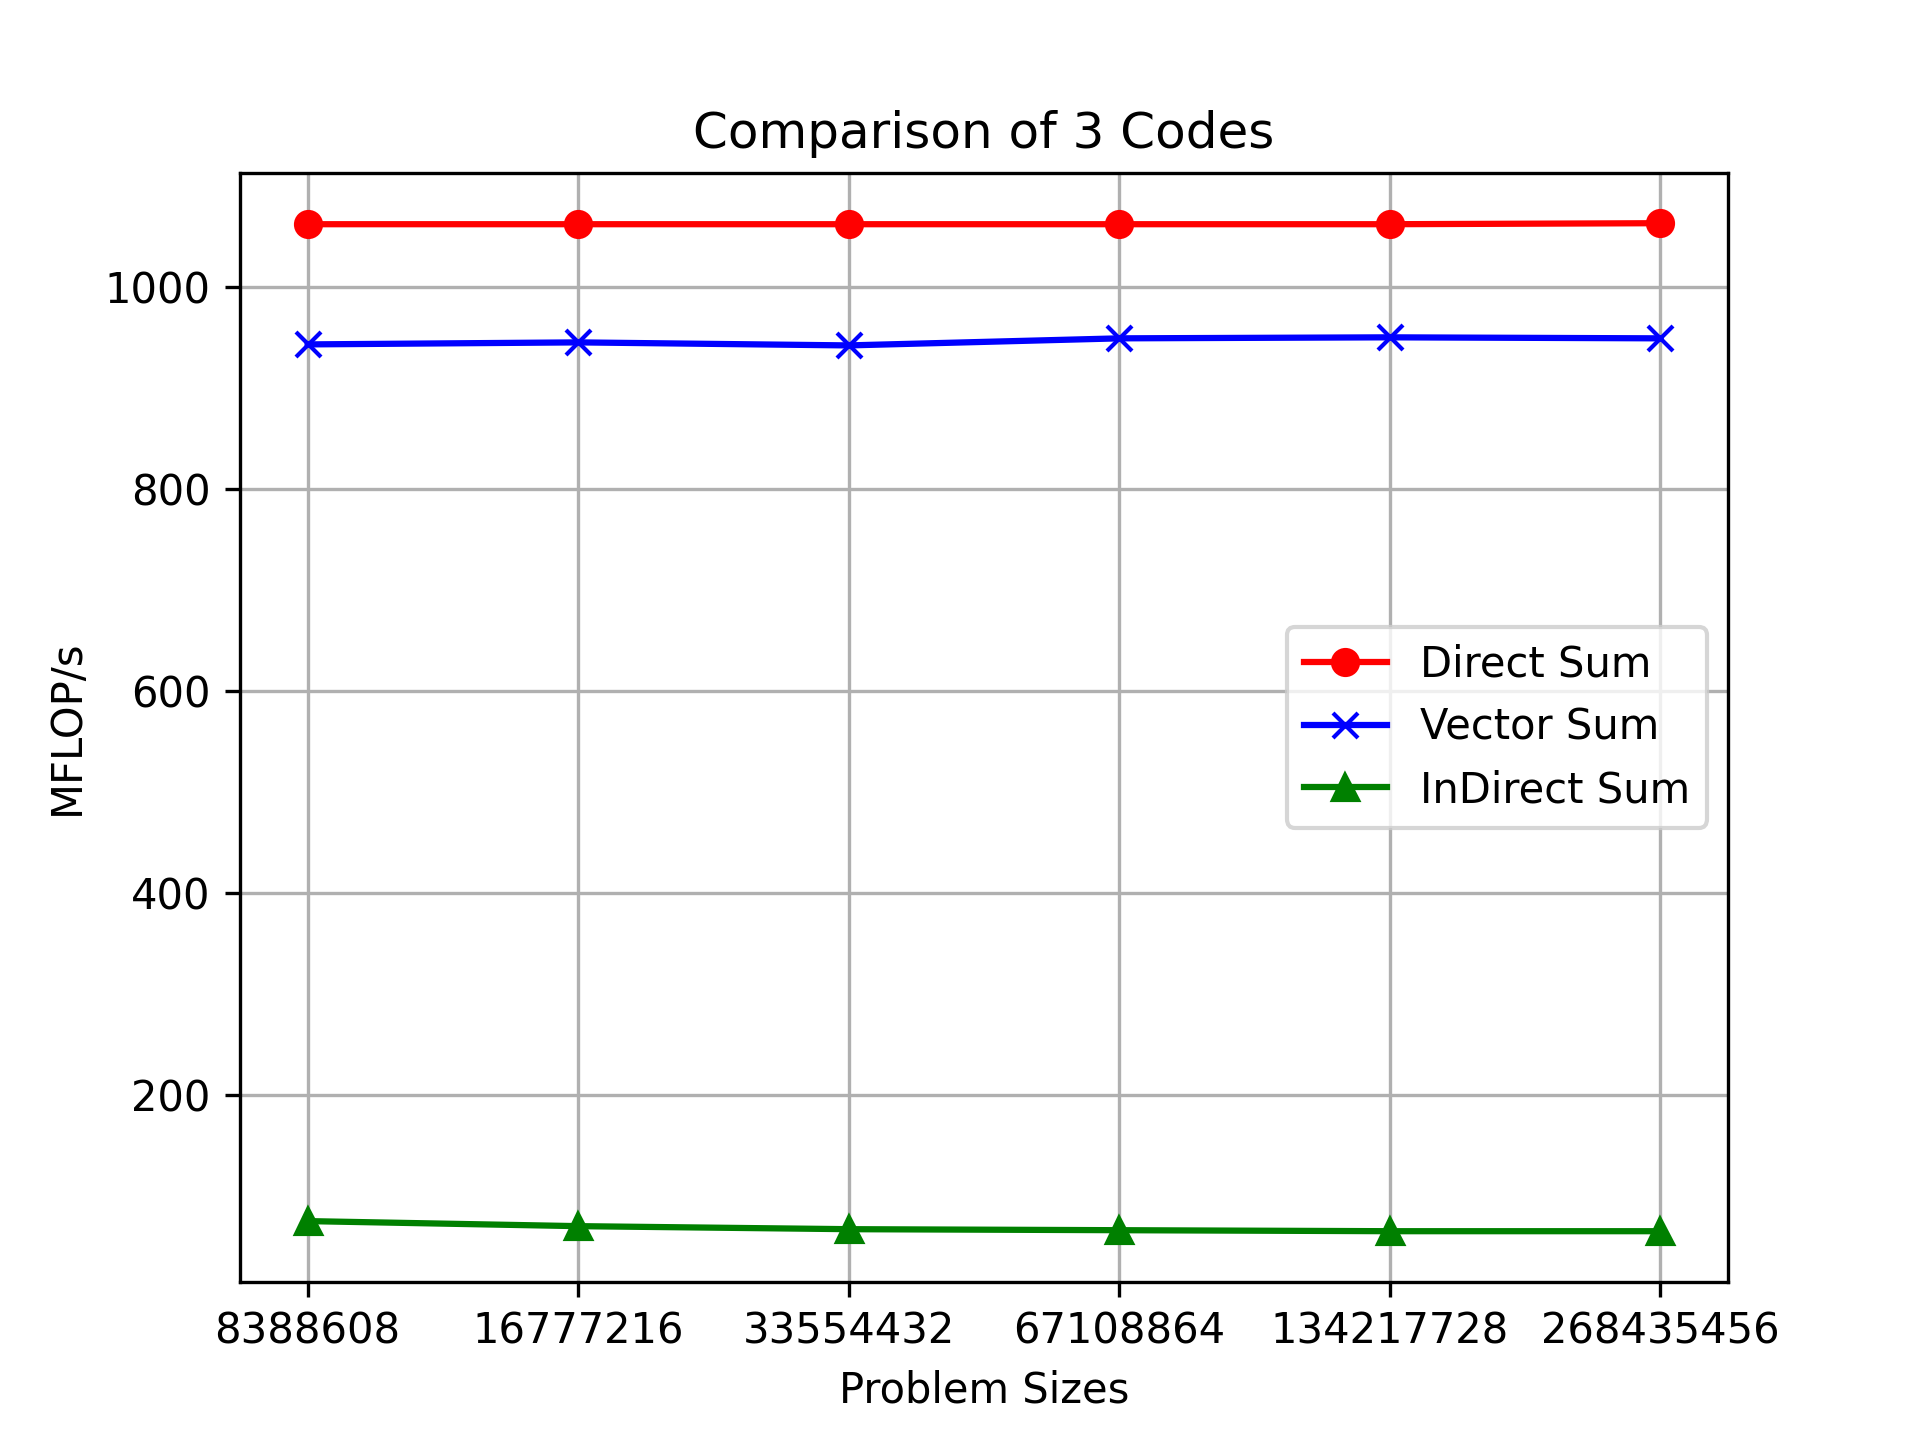 Comparison of 3 Codes
MFLOP/s
1000
800
600
400
200
Direct Sum
Vector Sum
InDirect Sum
8388608 16777216 33554432 67108864 134217728 268435456
Problem Sizes